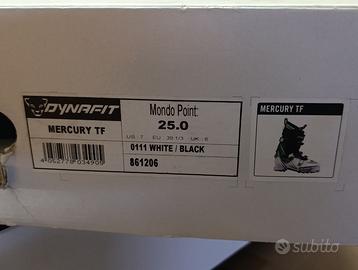 DYNAFIT
Mondo Point:
25.0
US : 7 EU : 39 1/3 UK : 6
MERCURY TF
0111 WHITE / BLACK
861206
MERCURY TF
subito